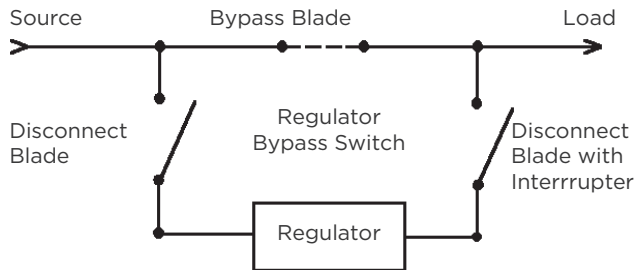 Source
Bypass Blade
Load
Disconnect
Blade
Regulator
Bypass Switch
Disconnect
Blade with
Interrrupter
Regulator